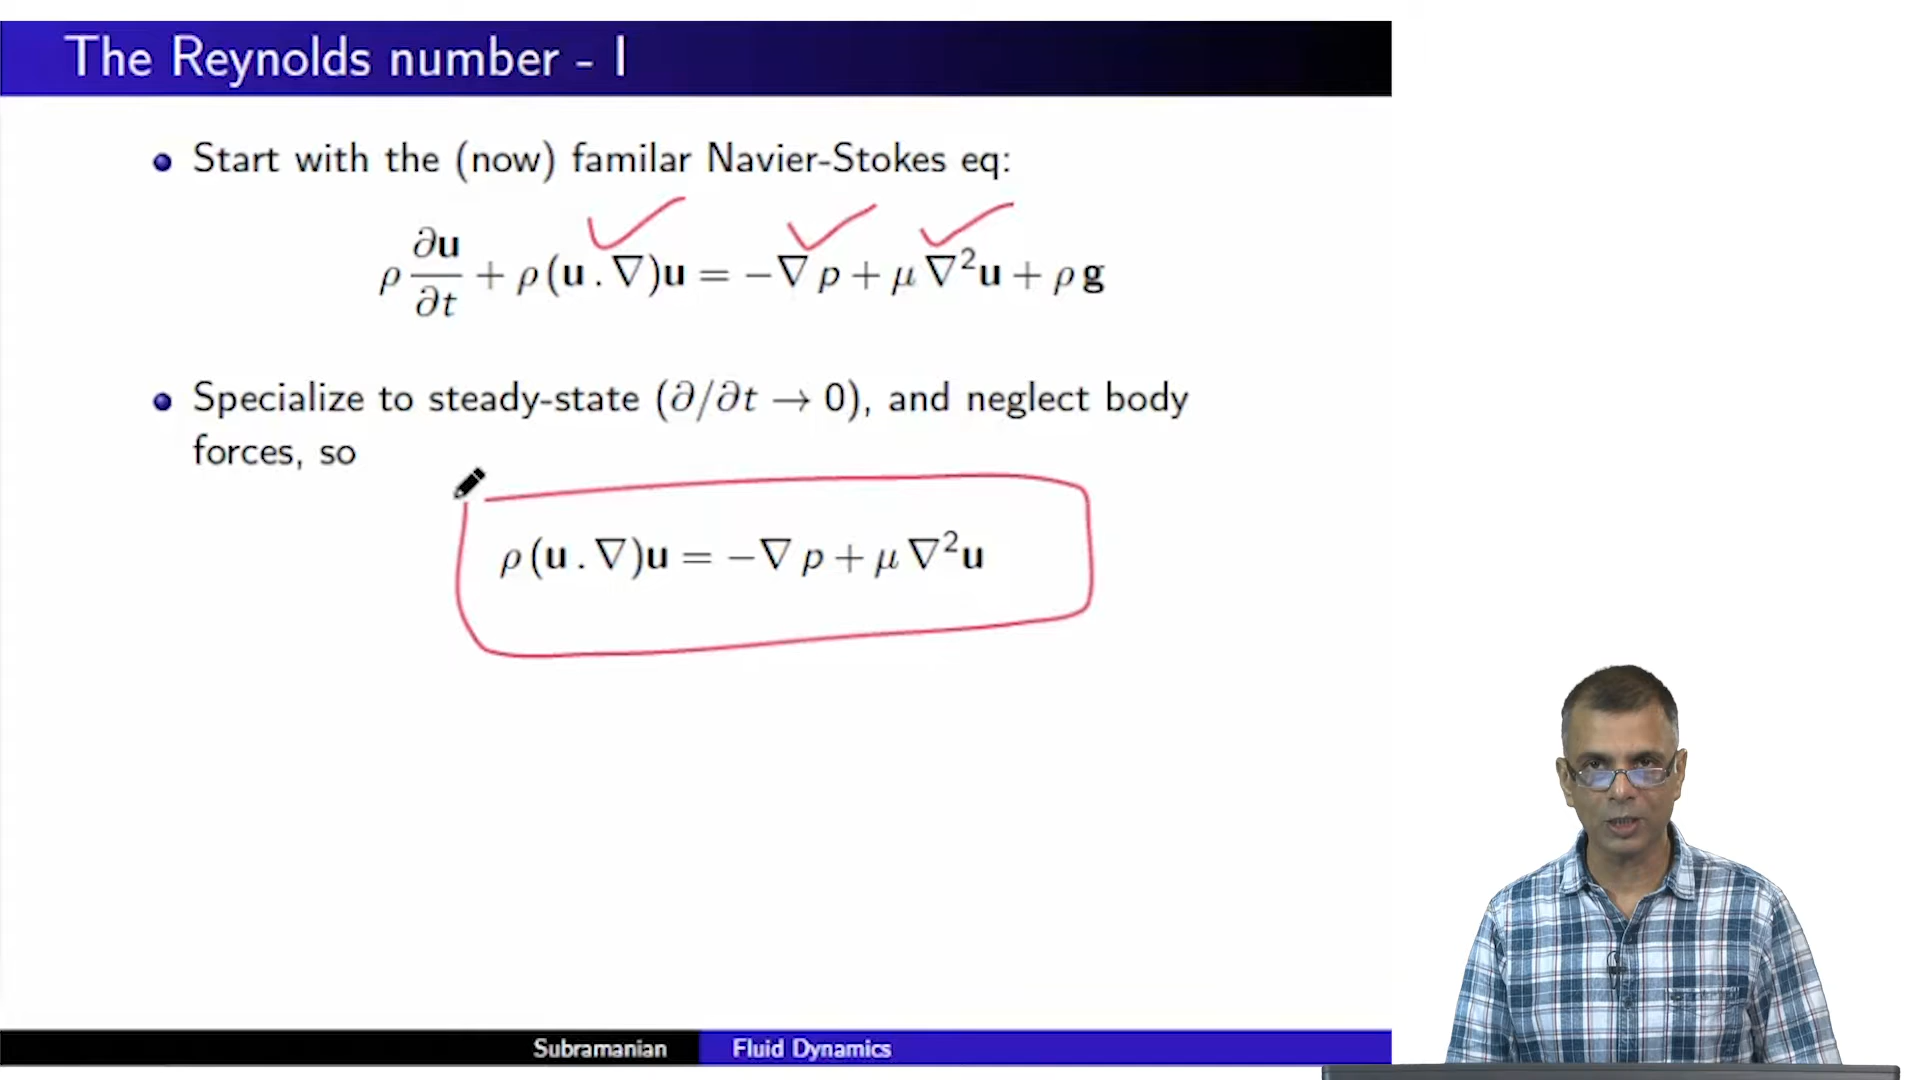 The Reynolds number - I
Start with the (now) familar Navier-Stokes eq:
ρ ∂u/∂t + ρ (u . ∇)u = −∇ p + μ ∇²u + ρ g
Specialize to steady-state (∂/∂t → 0), and neglect body
forces, so
ρ (u . ∇)u = −∇ p + μ ∇²u
Subramanian Fluid Dynamics